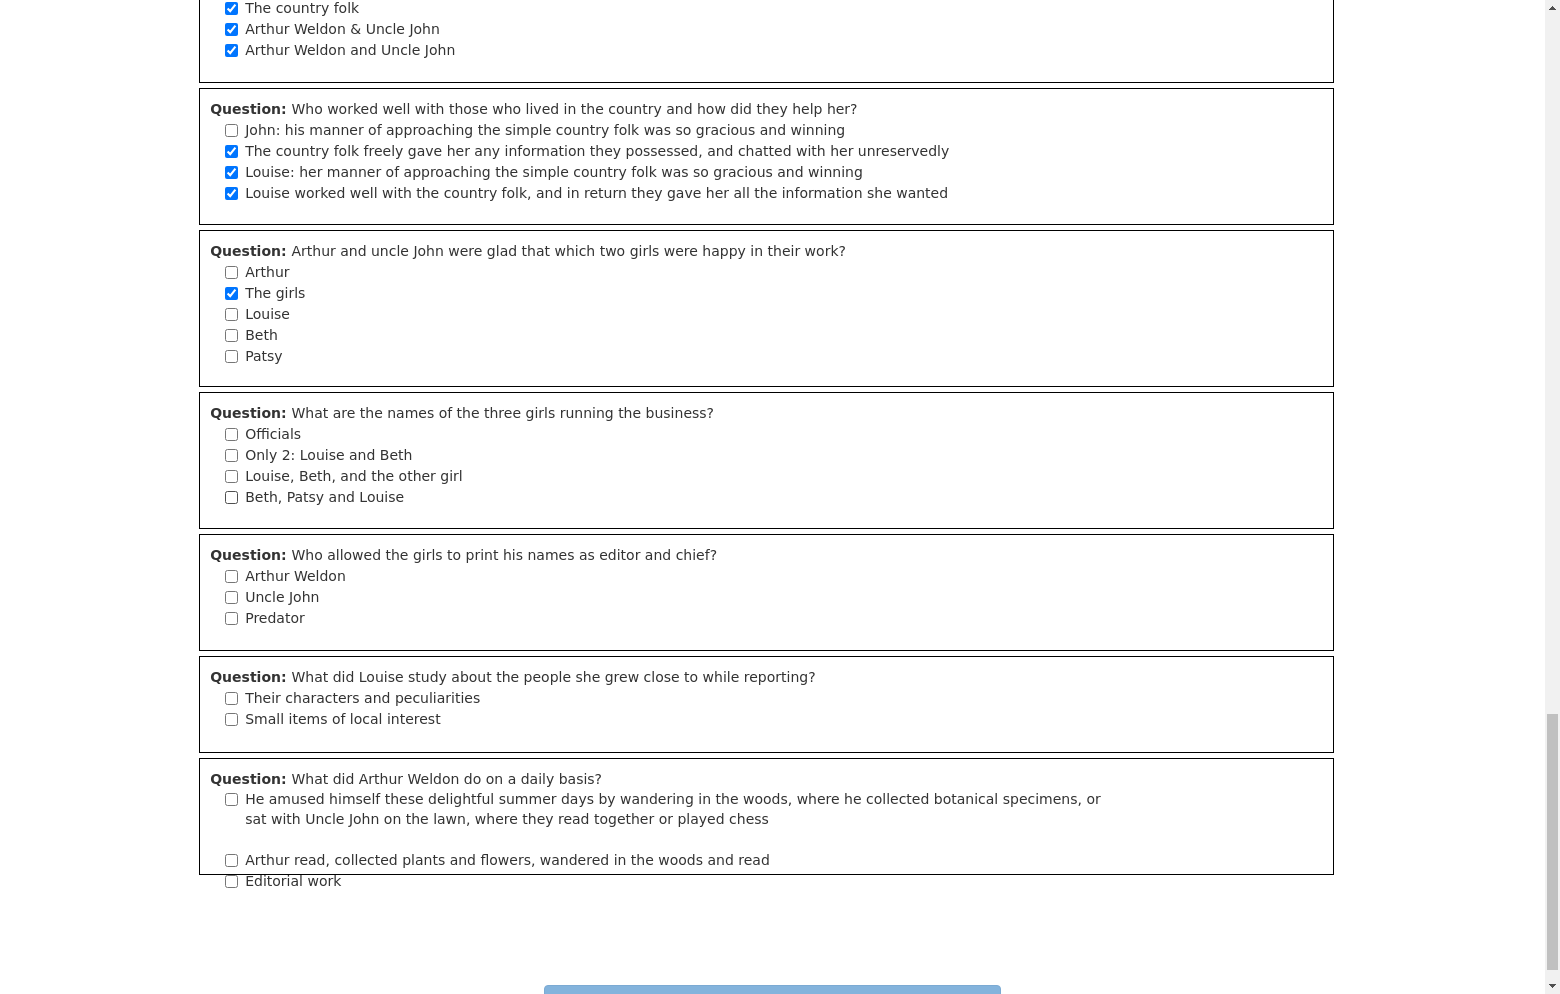 The country folk
Arthur Weldon & Uncle John
Arthur Weldon and Uncle John
Question: Who worked well with those who lived in the country and how did they help her?
John: his manner of approaching the simple country folk was so gracious and winning
The country folk freely gave her any information they possessed, and chatted with her unreservedly
Louise: her manner of approaching the simple country folk was so gracious and winning
Louise worked well with the country folk, and in return they gave her all the information she wanted
Question: Arthur and uncle John were glad that which two girls were happy in their work?
Arthur
The girls
Louise
Beth
Patsy
Question: What are the names of the three girls running the business?
Officials
Only 2: Louise and Beth
Louise, Beth, and the other girl
Beth, Patsy and Louise
Question: Who allowed the girls to print his names as editor and chief?
Arthur Weldon
Uncle John
Predator
Question: What did Louise study about the people she grew close to while reporting?
Their characters and peculiarities
Small items of local interest
Question: What did Arthur Weldon do on a daily basis?
He amused himself these delightful summer days by wandering in the woods, where he collected botanical specimens, or
sat with Uncle John on the lawn, where they read together or played chess
Arthur read, collected plants and flowers, wandered in the woods and read
Editorial work